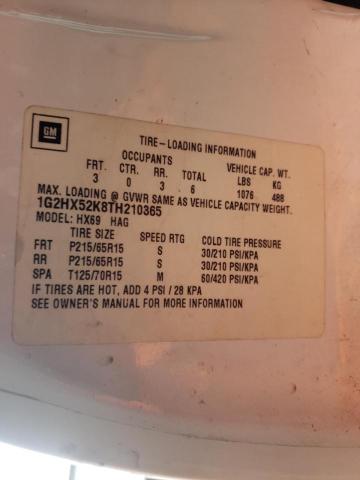 GM
TIRE-LOADING INFORMATION
FRT. CTR. RR. TOTAL VEHICLE CAP. WT.
LBS KG
3 0 3 6 1076 488
MAX. LOADING @ GVWR SAME AS VEHICLE CAPACITY WEIGHT.
1G2HX52K8TH210365
MODEL: HX69 HAG
TIRE SIZE SPEED RTG COLD TIRE PRESSURE
FRT P215/65R15 S 30/210 PSI/KPA
RR P215/65R15 S 30/210 PSI/KPA
SPA T125/70R15 M 60/420 PSI/KPA
IF TIRES ARE HOT, ADD 4 PSI / 28 KPA
SEE OWNER'S MANUAL FOR MORE INFORMATION